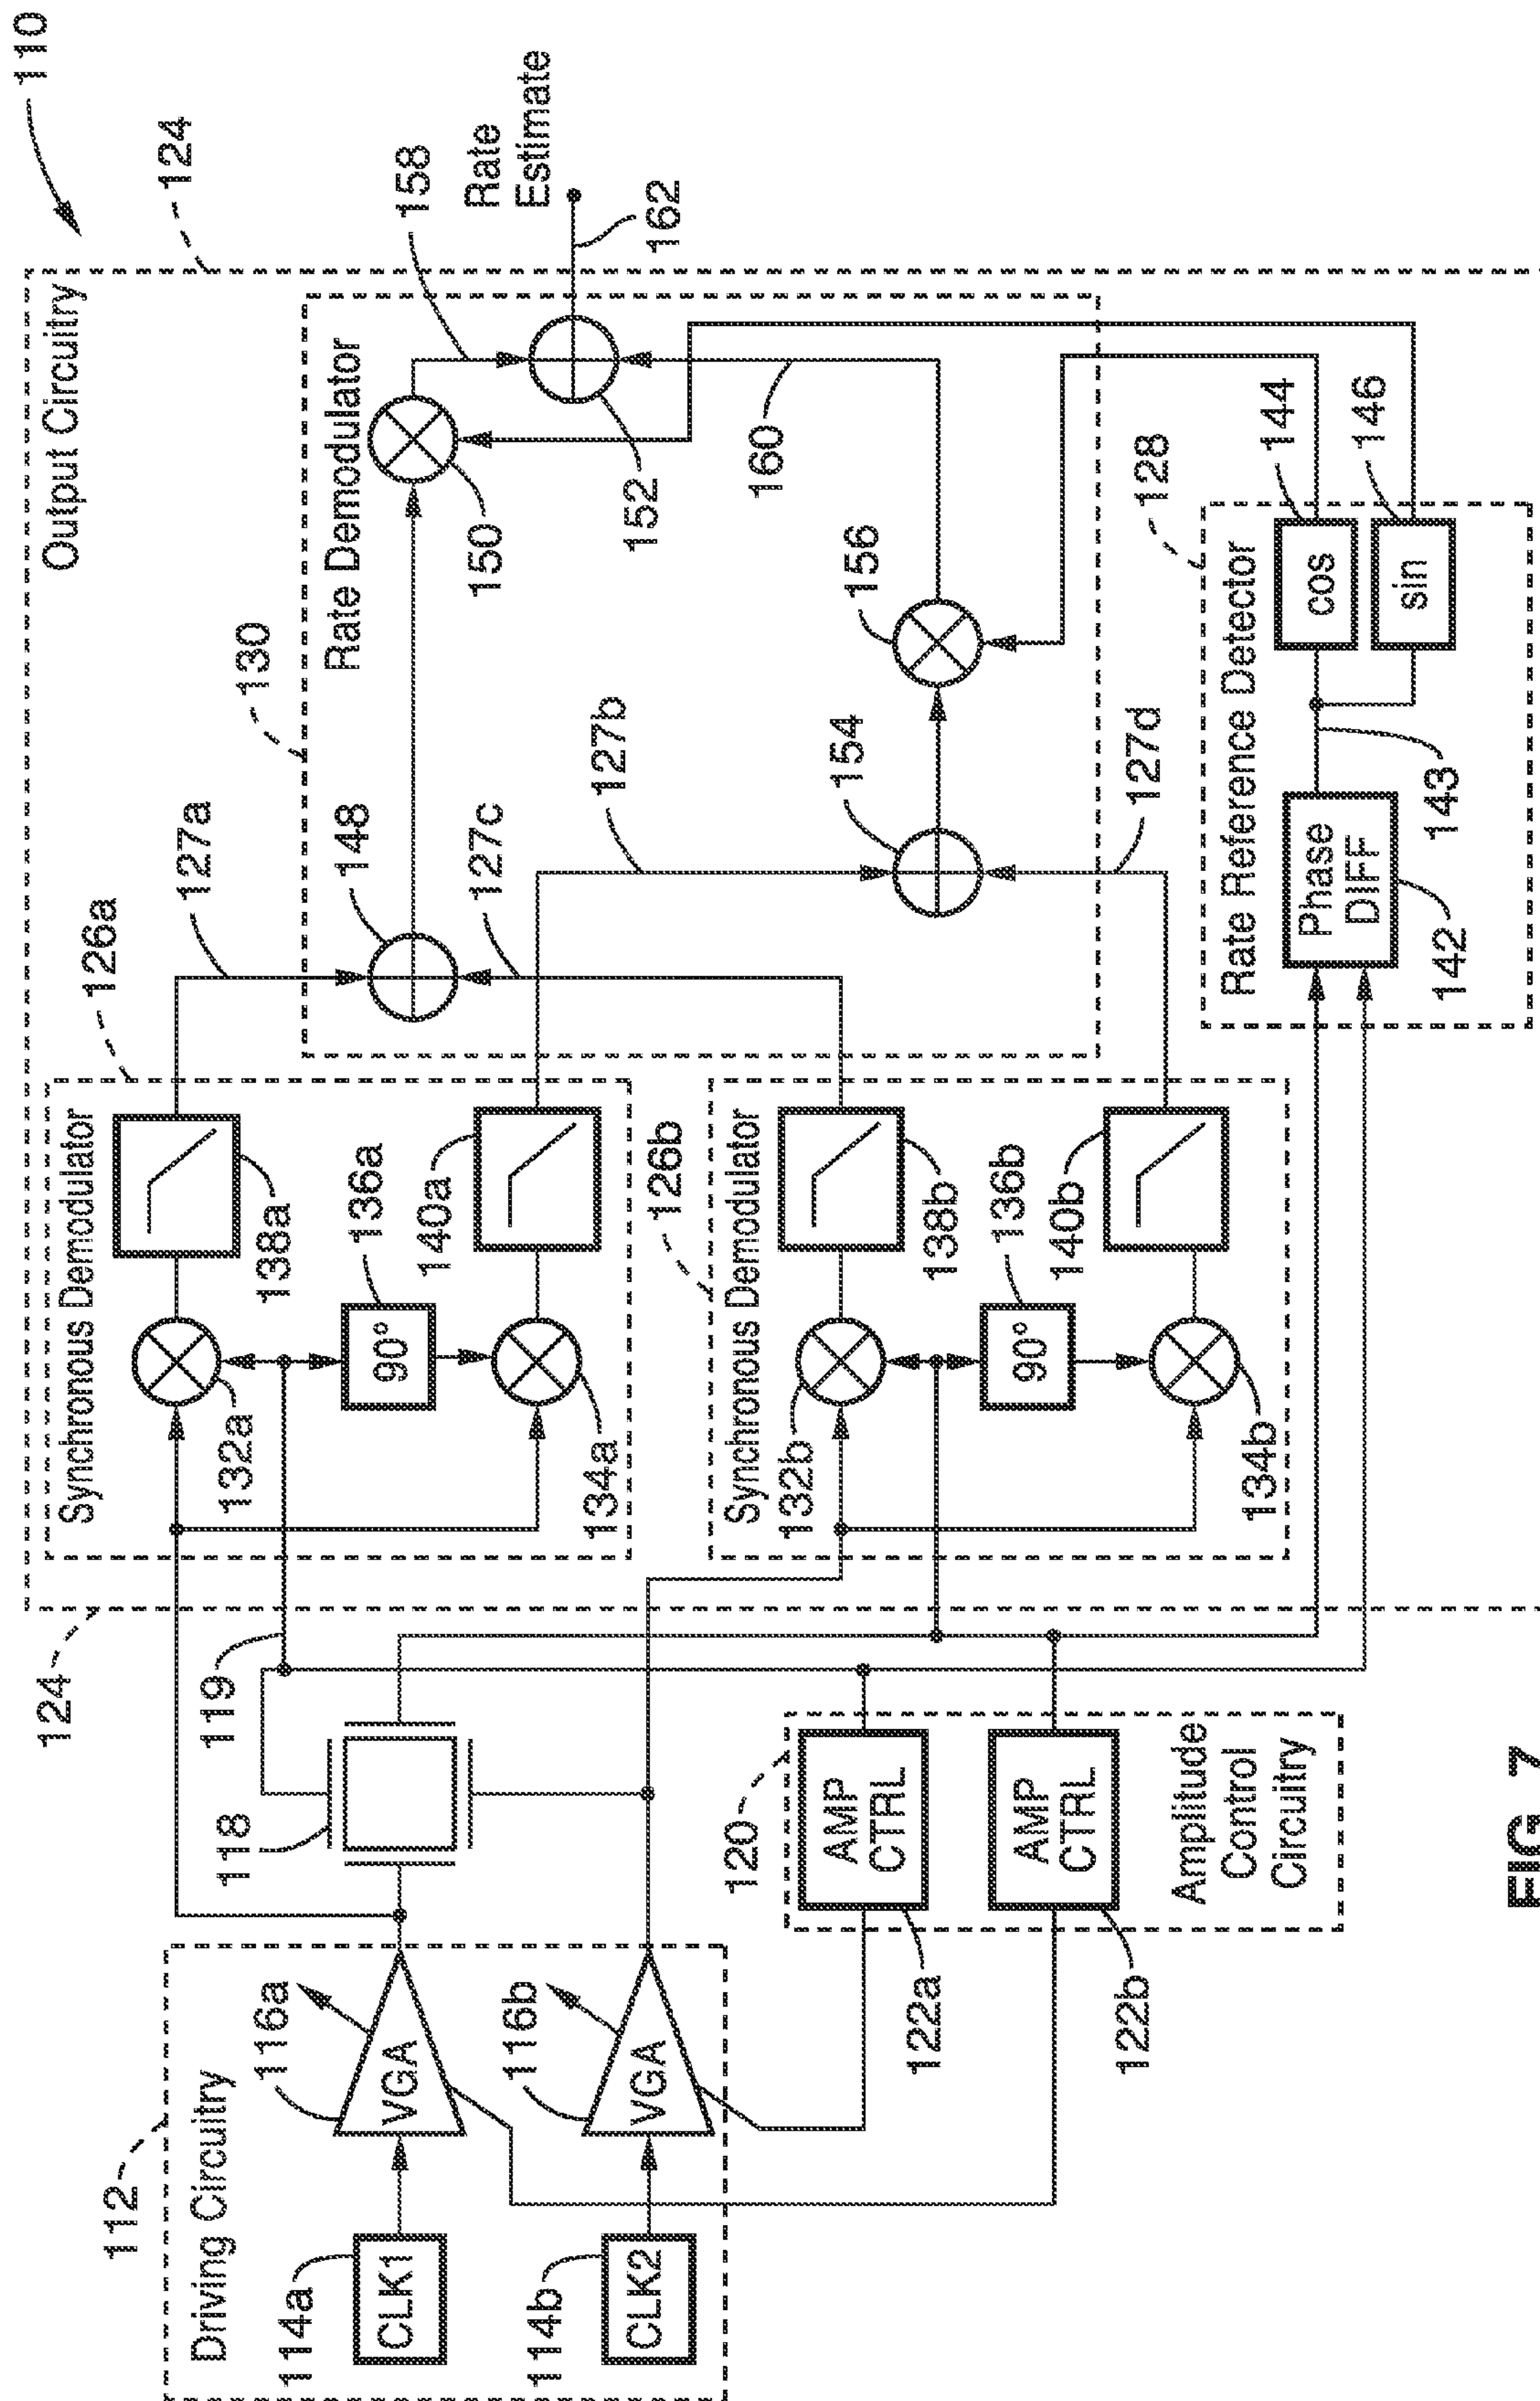 110
124
Output Circuitry
124
112
Driving Circuitry
114a
CLK1
116a
VGA
114b
CLK2
116b
VGA
118
119
120
AMP
CTRL
122a
AMP
CTRL
122b
Amplitude
Control
Circuitry
126a
Synchronous Demodulator
132a
138a
90°
136a
134a
140a
126b
Synchronous Demodulator
132b
138b
90°
136b
134b
140b
127a
127c
127b
127d
130
Rate Demodulator
148
150
158
152
Rate
Estimate
162
160
154
156
128
Rate Reference Detector
Phase
DIFF
142
143
cos
144
sin
146
FIG. 7